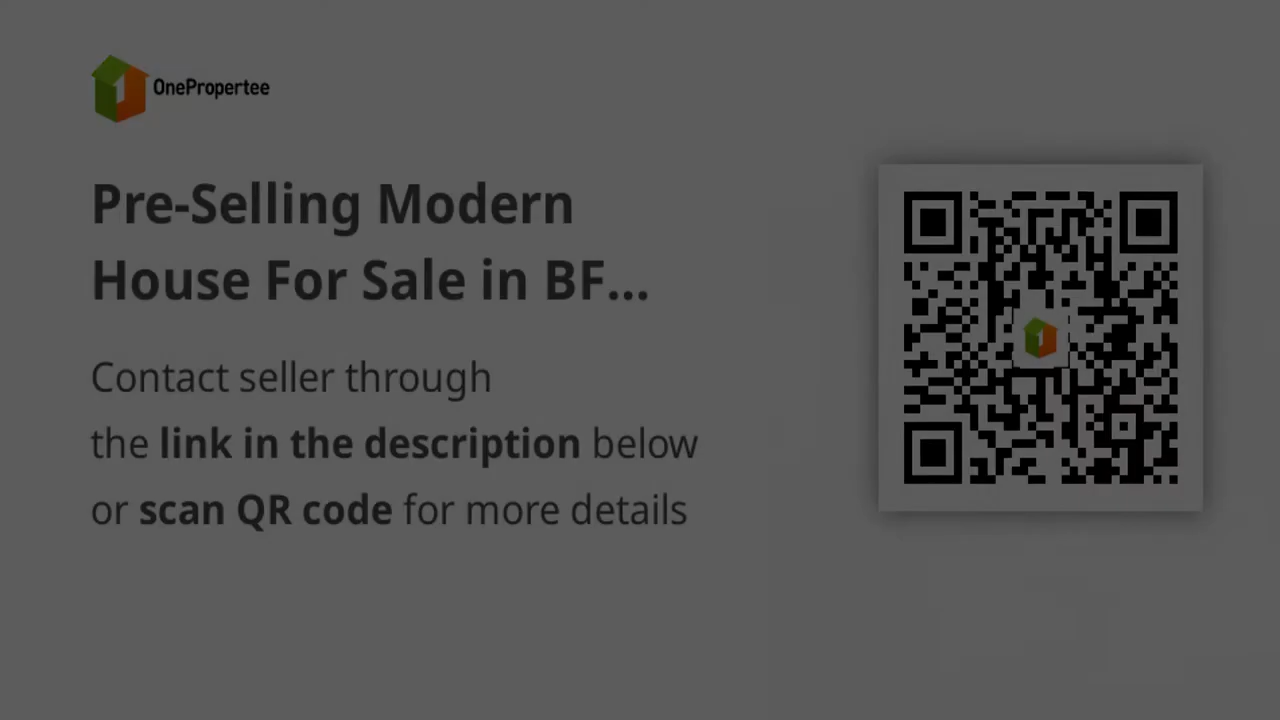 OnePropertee
Pre-Selling Modern
House For Sale in BF...
Contact seller through
the link in the description below
or scan QR code for more details